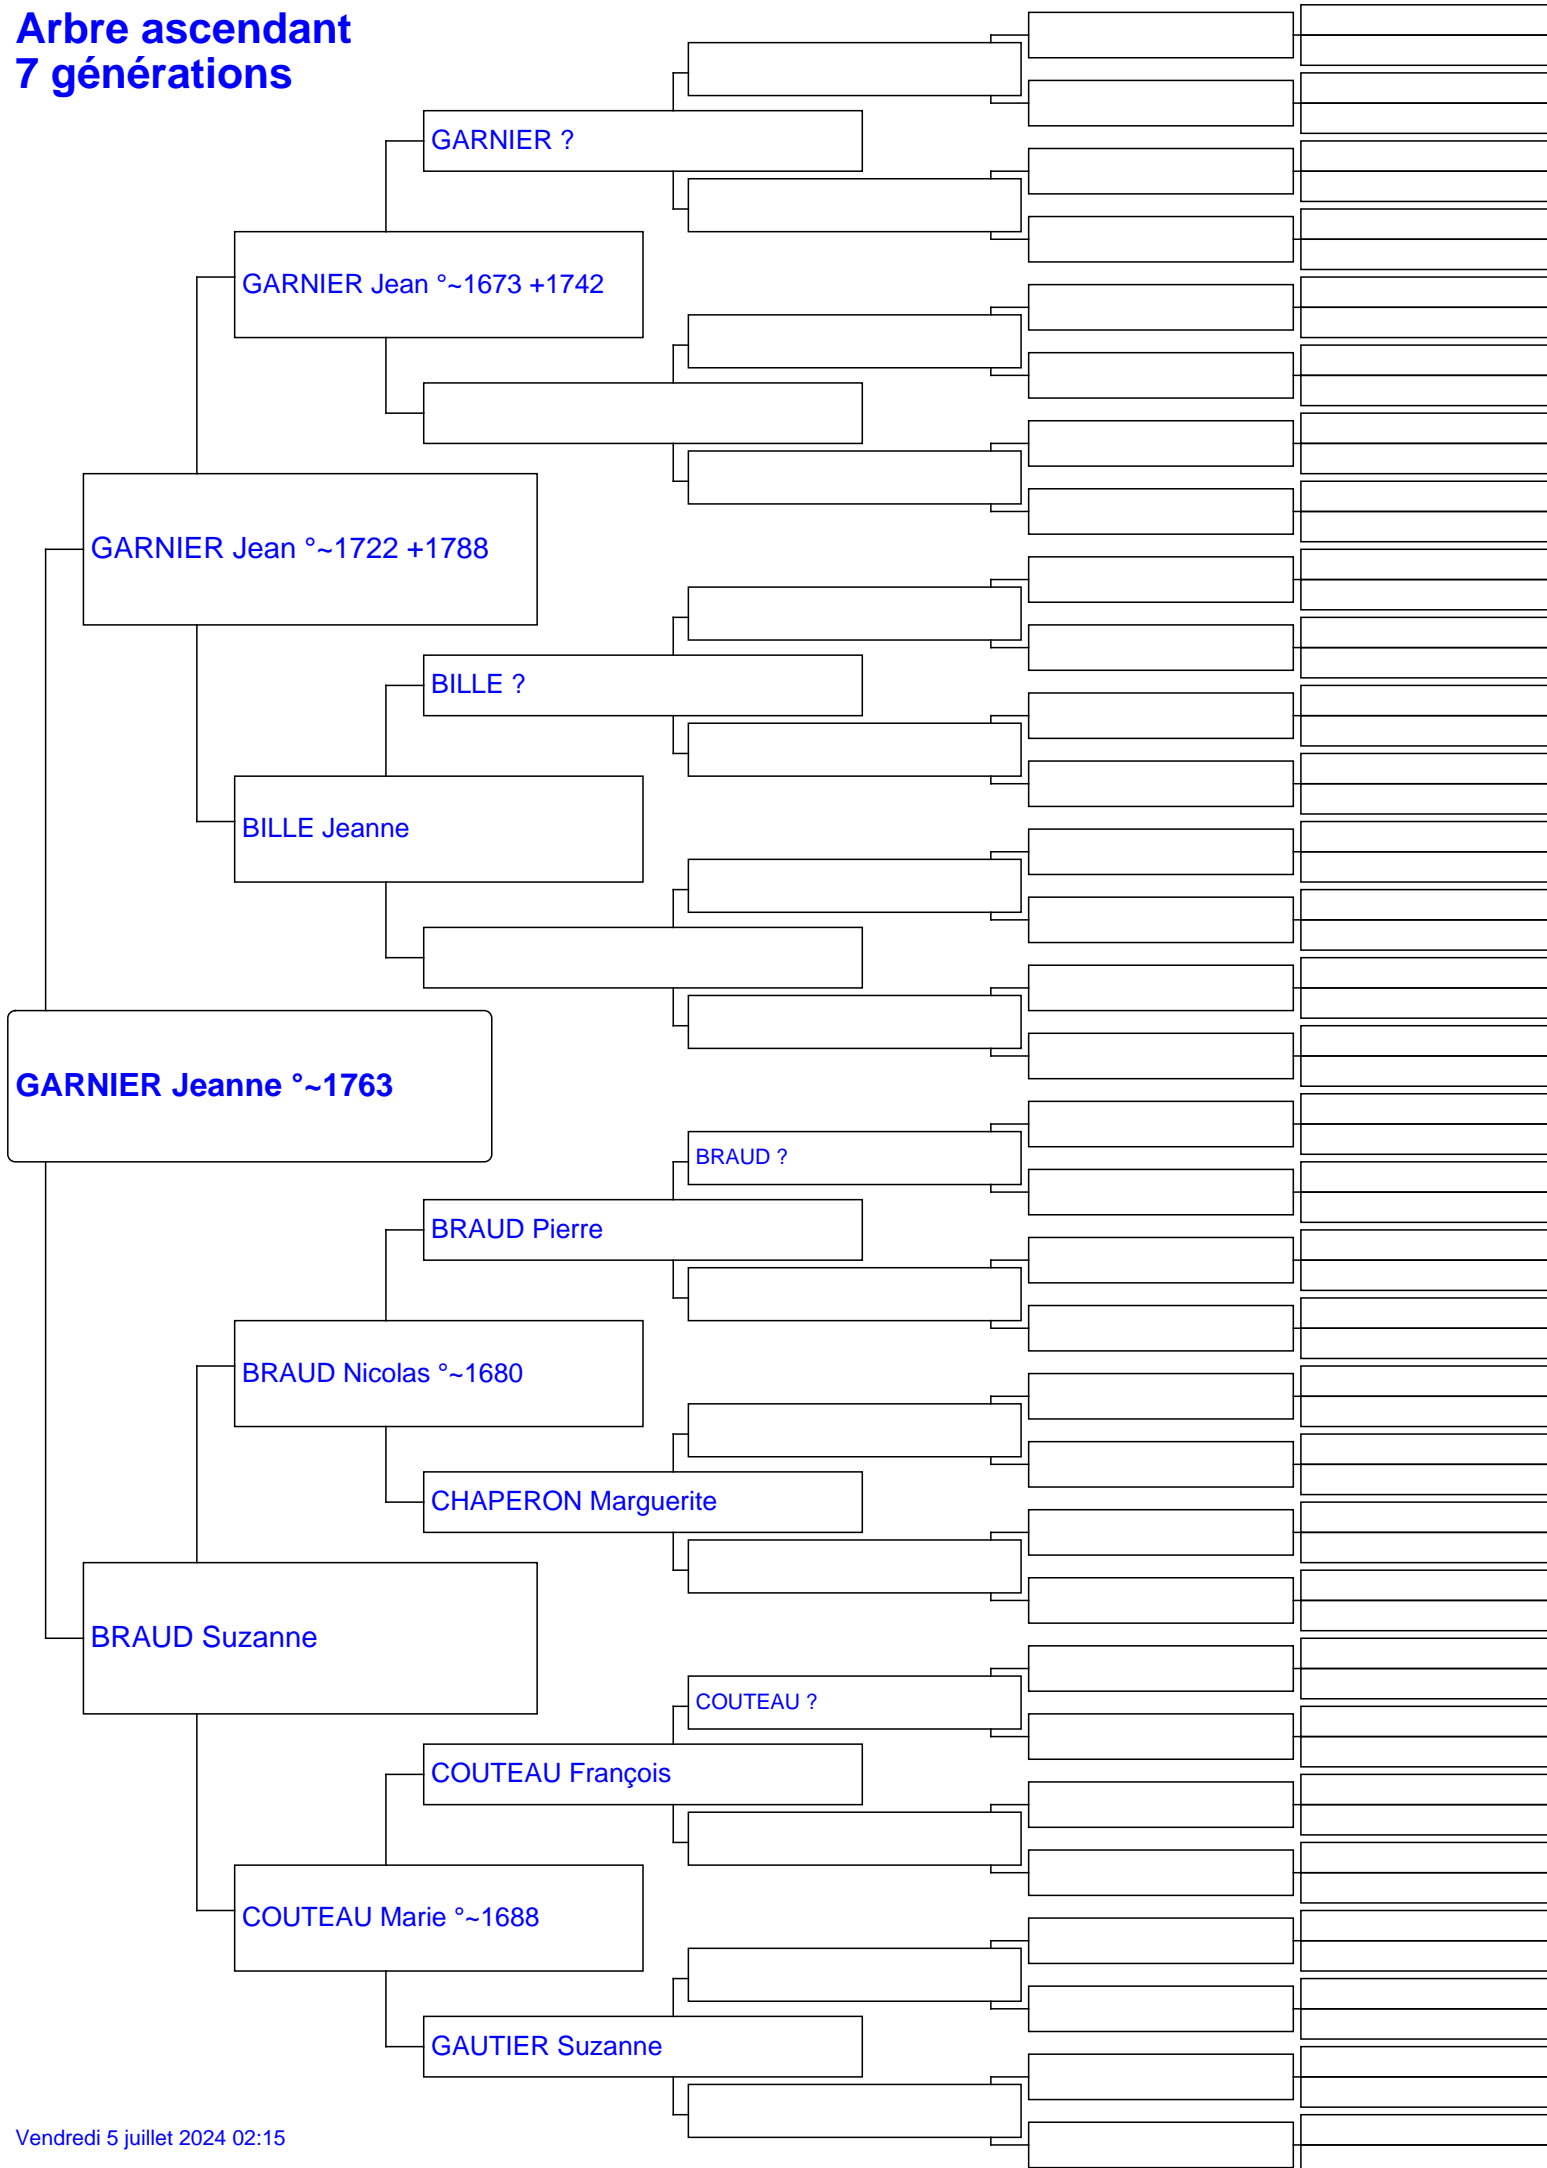 Arbre ascendant
7 générations
GARNIER ?
GARNIER Jean °~1673 +1742
GARNIER Jean °~1722 +1788
BILLE ?
BILLE Jeanne
GARNIER Jeanne °~1763
BRAUD ?
BRAUD Pierre
BRAUD Nicolas °~1680
CHAPERON Marguerite
BRAUD Suzanne
COUTEAU ?
COUTEAU François
COUTEAU Marie °~1688
GAUTIER Suzanne
Vendredi 5 juillet 2024 02:15